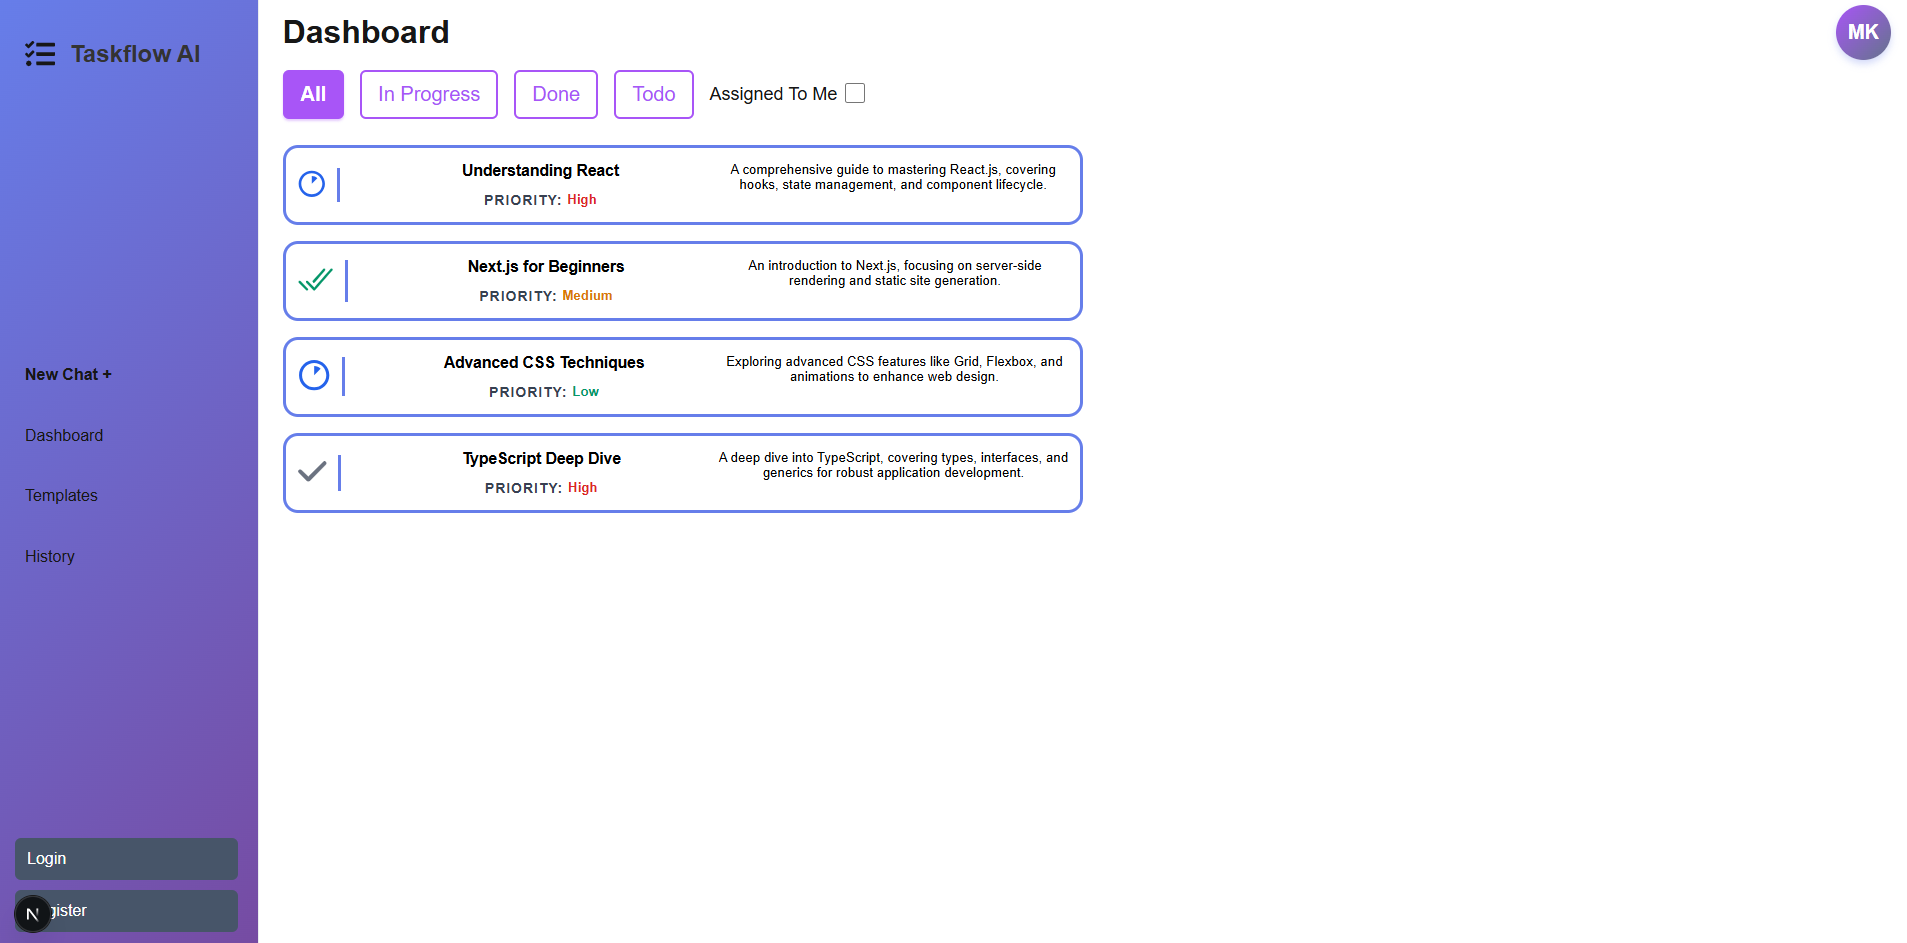 Taskflow AI
New Chat +
Dashboard
Templates
History
Login
gister
N
Dashboard
MK
All
In Progress
Done
Todo
Assigned To Me
Understanding React
PRIORITY: High
A comprehensive guide to mastering React.js, covering
hooks, state management, and component lifecycle.
Next.js for Beginners
PRIORITY: Medium
An introduction to Next.js, focusing on server-side
rendering and static site generation.
Advanced CSS Techniques
PRIORITY: Low
Exploring advanced CSS features like Grid, Flexbox, and
animations to enhance web design.
TypeScript Deep Dive
PRIORITY: High
A deep dive into TypeScript, covering types, interfaces, and
generics for robust application development.